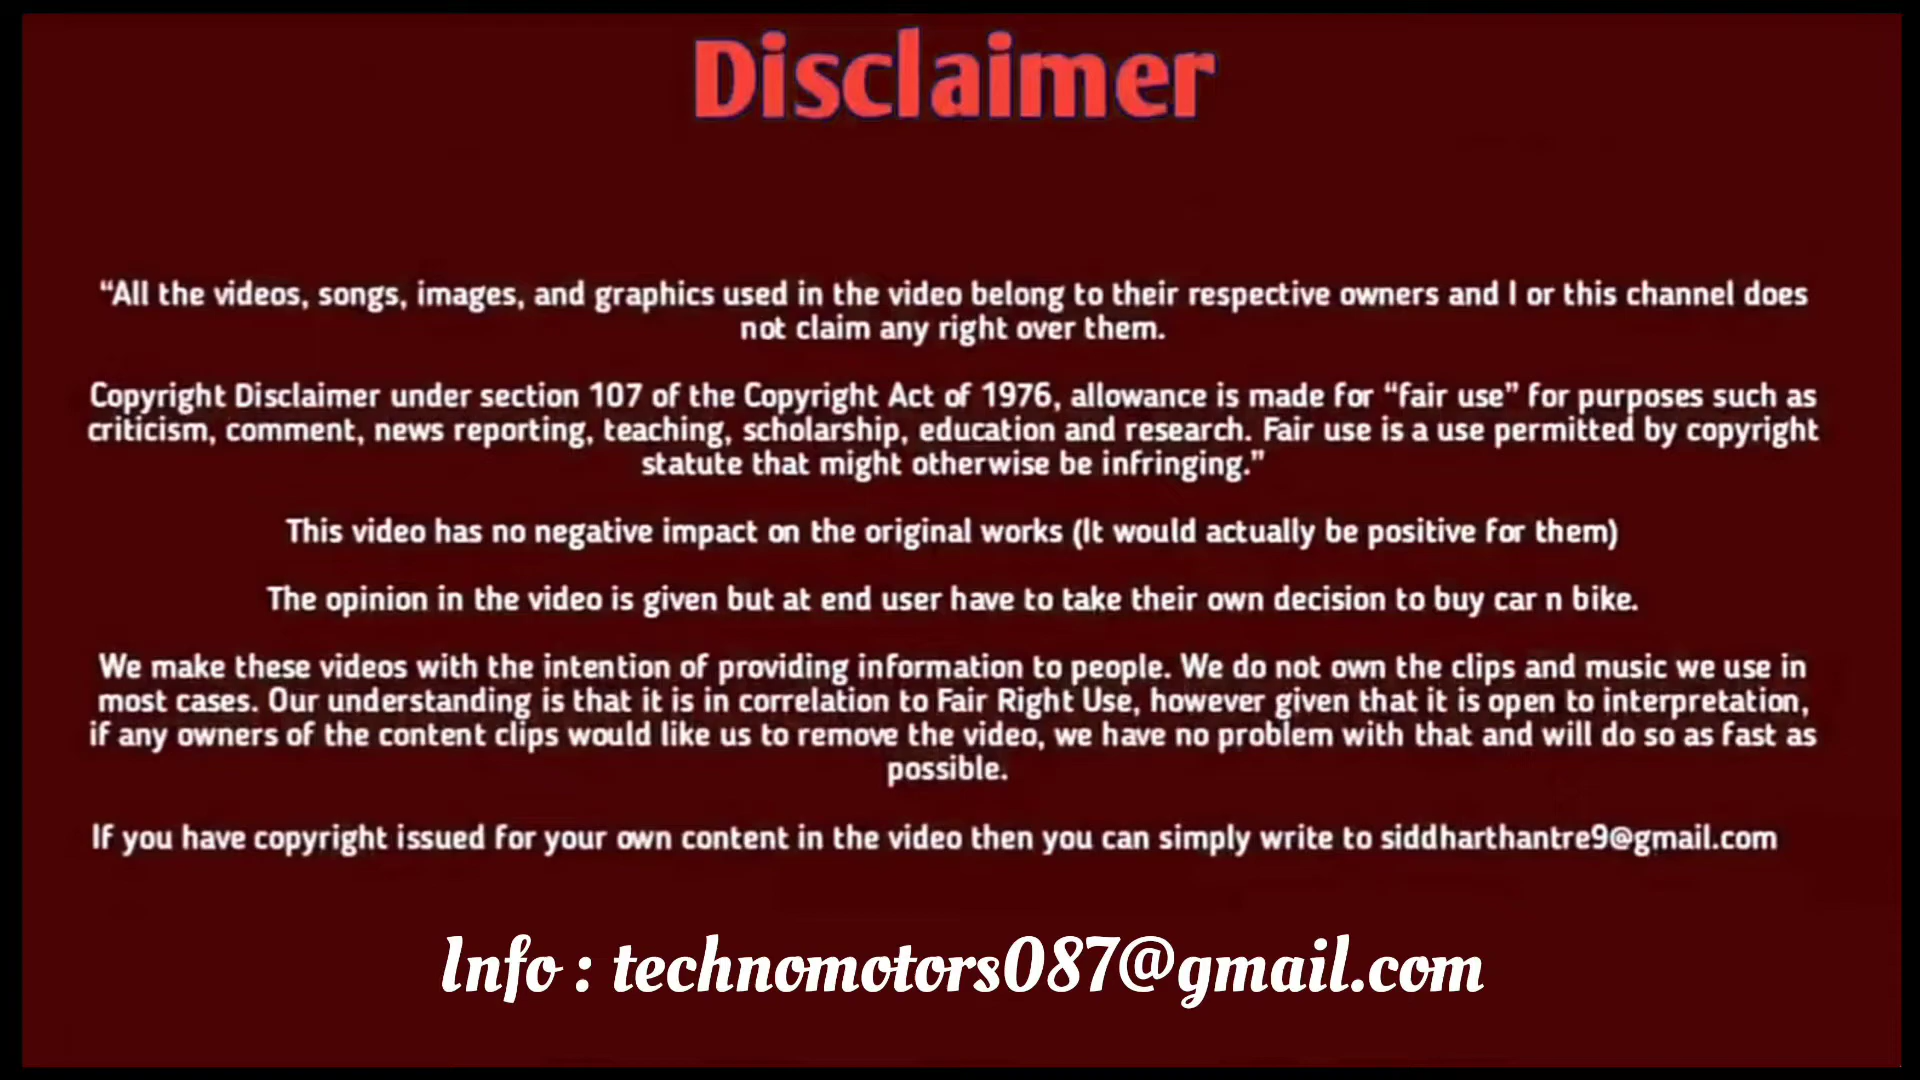 Disclaimer
“All the videos, songs, images, and graphics used in the video belong to their respective owners and I or this channel does
not claim any right over them.
Copyright Disclaimer under section 107 of the Copyright Act of 1976, allowance is made for “fair use” for purposes such as
criticism, comment, news reporting, teaching, scholarship, education and research. Fair use is a use permitted by copyright
statute that might otherwise be infringing.”
This video has no negative impact on the original works (It would actually be positive for them)
The opinion in the video is given but at end user have to take their own decision to buy car n bike.
We make these videos with the intention of providing information to people. We do not own the clips and music we use in
most cases. Our understanding is that it is in correlation to Fair Right Use, however given that it is open to interpretation,
if any owners of the content clips would like us to remove the video, we have no problem with that and will do so as fast as
possible.
If you have copyright issued for your own content in the video then you can simply write to siddharthantre9@gmail.com
Info : technomotors087@gmail.com